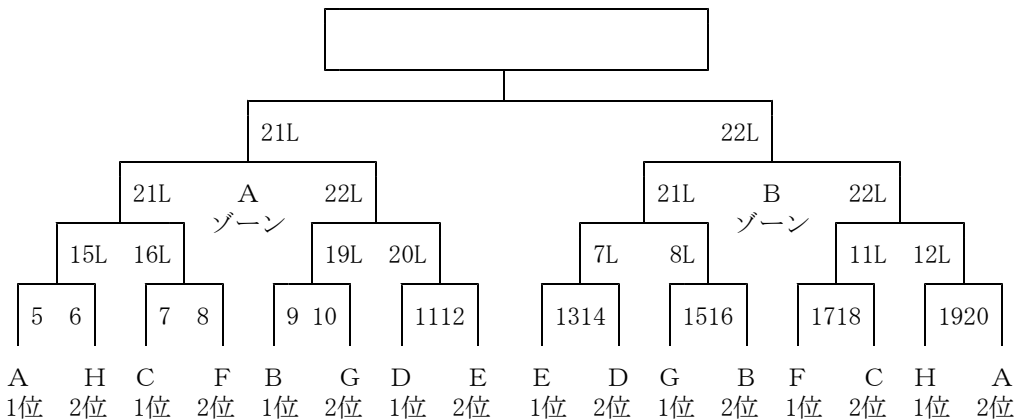 21L 22L
21L A 22L 21L B 22L
ゾーン ゾーン
15L 16L 19L 20L 7L 8L 11L 12L
5 6 7 8 9 10 1112 1314 1516 1718 1920
A H C F B G D E E D G B F C H A
1位 2位 1位 2位 1位 2位 1位 2位 1位 2位 1位 2位 1位 2位 1位 2位